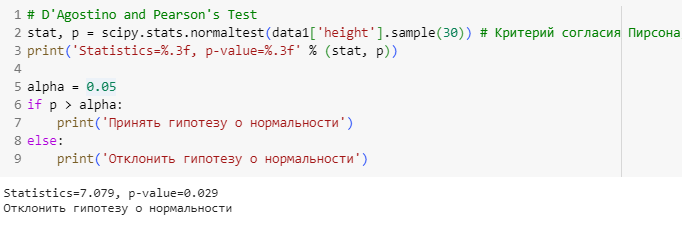 1 # D'Agostino and Pearson's Test
2 stat, p = scipy.stats.normaltest(data1['height'].sample(30)) # Критерий согласия Пирсона
3 print('Statistics=%.3f, p-value=%.3f' % (stat, p))
4
5 alpha = 0.05
6 if p > alpha:
7     print('Принять гипотезу о нормальности')
8 else:
9     print('Отклонить гипотезу о нормальности')
Statistics=7.079, p-value=0.029
Отклонить гипотезу о нормальности